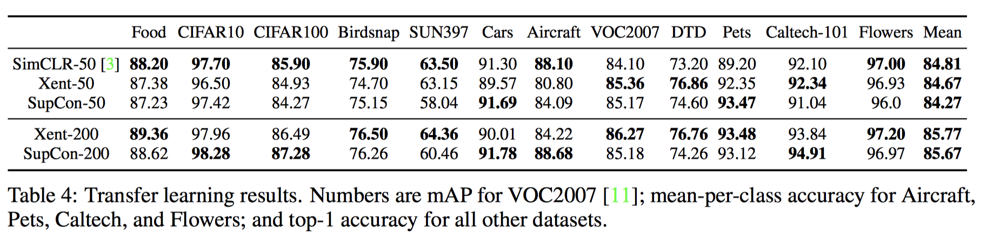 Food CIFAR10 CIFAR100 Birdsnap SUN397 Cars Aircraft VOC2007 DTD Pets Caltech-101 Flowers Mean
SimCLR-50 [3] 88.20 97.70 85.90 75.90 63.50 91.30 88.10 84.10 73.20 89.20 92.10 97.00 84.81
Xent-50 87.38 96.50 84.93 74.70 63.15 89.57 80.80 85.36 76.86 92.35 92.34 96.93 84.67
SupCon-50 87.23 97.42 84.27 75.15 58.04 91.69 84.09 85.17 74.60 93.47 91.04 96.0 84.27
Xent-200 89.36 97.96 86.49 76.50 64.36 90.01 84.22 86.27 76.76 93.48 93.84 97.20 85.77
SupCon-200 88.62 98.28 87.28 76.26 60.46 91.78 88.68 85.18 74.26 93.12 94.91 96.97 85.67
Table 4: Transfer learning results. Numbers are mAP for VOC2007 [11]; mean-per-class accuracy for Aircraft,
Pets, Caltech, and Flowers; and top-1 accuracy for all other datasets.